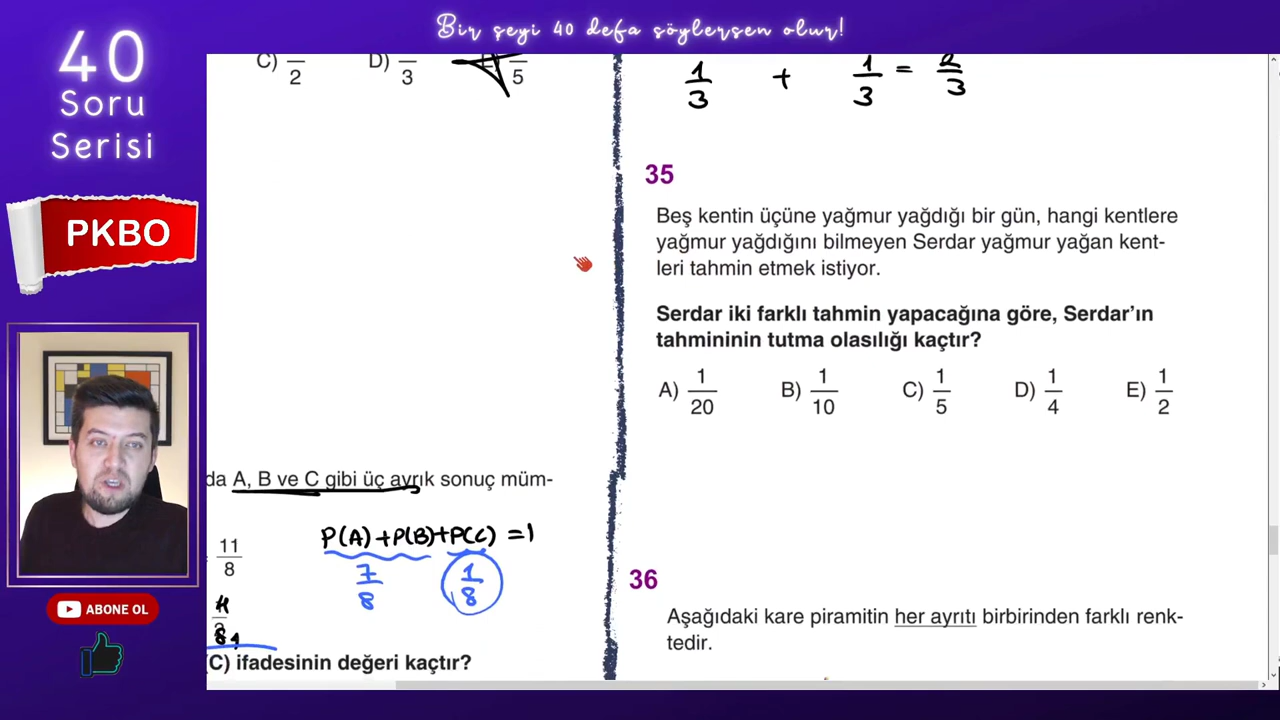 Bir şeyi 40 defa söylersen olur!
40
Soru
Serisi
PKBO
ABONE OL
C) 2
D) 3
5
da A, B ve C gibi üç ayrık sonuç müm-
11
8
P(A)+P(B)+P(C) = 1
7/8 1/8
(C) ifadesinin değeri kaçtır?
1/3 + 1/3 = 2/3
35
Beş kentin üçüne yağmur yağdığı bir gün, hangi kentlere
yağmur yağdığını bilmeyen Serdar yağmur yağan kent-
leri tahmin etmek istiyor.
Serdar iki farklı tahmin yapacağına göre, Serdar'ın
tahmininin tutma olasılığı kaçtır?
A) 1/20 B) 1/10 C) 1/5 D) 1/4 E) 1/2
36
Aşağıdaki kare piramitin her ayrıtı birbirinden farklı renk-
tedir.